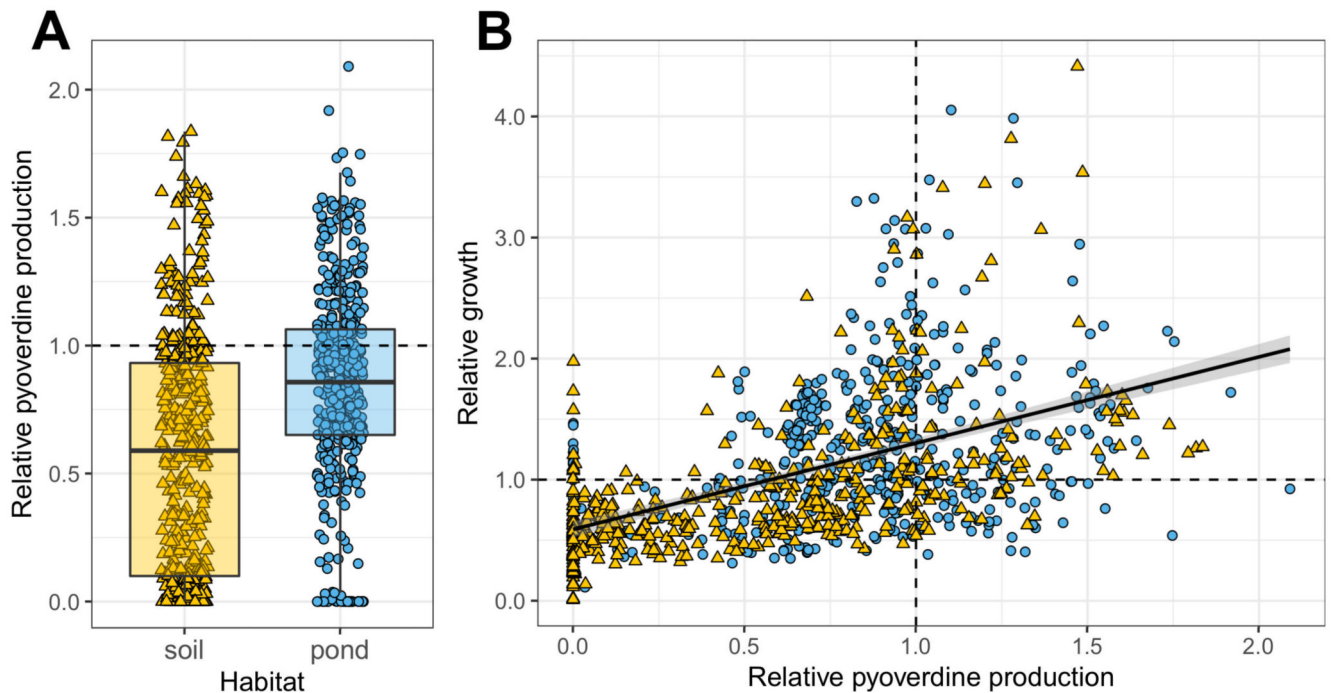 A
Relative pyoverdine production
2.0
1.5
1.0
0.5
0.0
soil pond
Habitat
B
Relative growth
4.0
3.0
2.0
1.0
0.0
0.0 0.5 1.0 1.5 2.0
Relative pyoverdine production